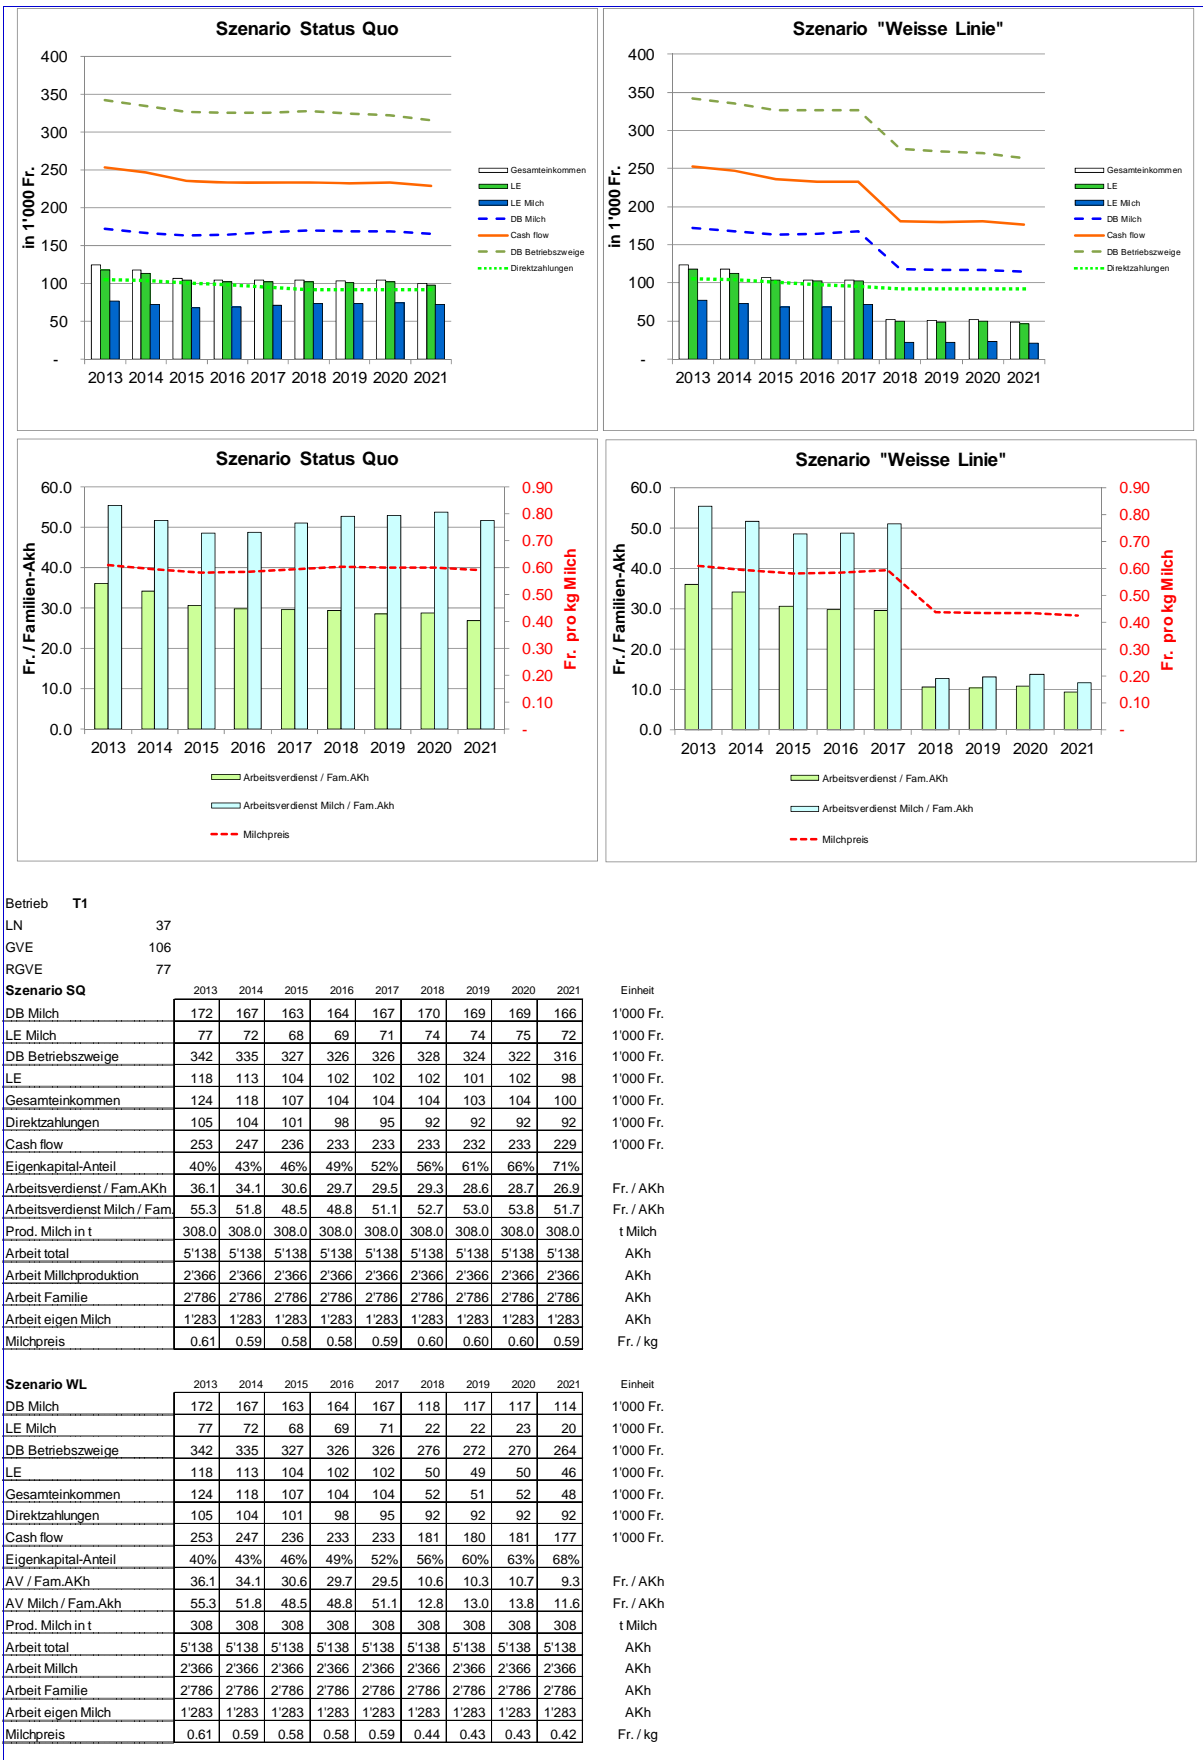 Szenario Status Quo
in 1'000 Fr.
400
350
300
250
200
150
100
50
-
2013 2014 2015 2016 2017 2018 2019 2020 2021
Gesamteinkommen
LE
LE Milch
DB Milch
Cash flow
DB Betriebszweige
Direktzahlungen
Szenario "Weisse Linie"
in 1'000 Fr.
400
350
300
250
200
150
100
50
-
2013 2014 2015 2016 2017 2018 2019 2020 2021
Gesamteinkommen
LE
LE Milch
DB Milch
Cash flow
DB Betriebszweige
Direktzahlungen
Szenario Status Quo
Fr. / Familien-Akh
60.0
50.0
40.0
30.0
20.0
10.0
0.0
0.90
0.80
0.70
0.60
0.50
0.40
0.30
0.20
0.10
-
Fr. pro kg Milch
2013 2014 2015 2016 2017 2018 2019 2020 2021
Arbeitsverdienst / Fam.AKh
Arbeitsverdienst Milch / Fam.Akh
Milchpreis
Szenario "Weisse Linie"
Fr. / Familien-Akh
60.0
50.0
40.0
30.0
20.0
10.0
0.0
0.90
0.80
0.70
0.60
0.50
0.40
0.30
0.20
0.10
-
Fr. pro kg Milch
2013 2014 2015 2016 2017 2018 2019 2020 2021
Arbeitsverdienst / Fam.AKh
Arbeitsverdienst Milch / Fam.Akh
Milchpreis
Betrieb T1
LN 37
GVE 106
RGVE 77
Szenario SQ 2013 2014 2015 2016 2017 2018 2019 2020 2021 Einheit
DB Milch 172 167 163 164 167 170 169 169 166 1'000 Fr.
LE Milch 77 72 68 69 71 74 74 75 72 1'000 Fr.
DB Betriebszweige 342 335 327 326 326 328 324 322 316 1'000 Fr.
LE 118 113 104 102 102 102 101 102 98 1'000 Fr.
Gesamteinkommen 124 118 107 104 104 104 103 104 100 1'000 Fr.
Direktzahlungen 105 104 101 98 95 92 92 92 92 1'000 Fr.
Cash flow 253 247 236 233 233 233 232 233 229 1'000 Fr.
Eigenkapital-Anteil 40% 43% 46% 49% 52% 56% 61% 66% 71%
Arbeitsverdienst / Fam.AKh 36.1 34.1 30.6 29.7 29.5 29.3 28.6 28.7 26.9 Fr. / AKh
Arbeitsverdienst Milch / Fam. 55.3 51.8 48.5 48.8 51.1 52.7 53.0 53.8 51.7 Fr. / AKh
Prod. Milch in t 308.0 308.0 308.0 308.0 308.0 308.0 308.0 308.0 308.0 t Milch
Arbeit total 5'138 5'138 5'138 5'138 5'138 5'138 5'138 5'138 5'138 AKh
Arbeit Millchproduktion 2'366 2'366 2'366 2'366 2'366 2'366 2'366 2'366 2'366 AKh
Arbeit Familie 2'786 2'786 2'786 2'786 2'786 2'786 2'786 2'786 2'786 AKh
Arbeit eigen Milch 1'283 1'283 1'283 1'283 1'283 1'283 1'283 1'283 1'283 AKh
Milchpreis 0.61 0.59 0.58 0.58 0.59 0.60 0.60 0.60 0.59 Fr. / kg
Szenario WL 2013 2014 2015 2016 2017 2018 2019 2020 2021 Einheit
DB Milch 172 167 163 164 167 118 117 117 114 1'000 Fr.
LE Milch 77 72 68 69 71 22 22 23 20 1'000 Fr.
DB Betriebszweige 342 335 327 326 326 276 272 270 264 1'000 Fr.
LE 118 113 104 102 102 50 49 50 46 1'000 Fr.
Gesamteinkommen 124 118 107 104 104 52 51 52 48 1'000 Fr.
Direktzahlungen 105 104 101 98 95 92 92 92 92 1'000 Fr.
Cash flow 253 247 236 233 233 181 180 181 177 1'000 Fr.
Eigenkapital-Anteil 40% 43% 46% 49% 52% 56% 60% 63% 68%
AV / Fam.AKh 36.1 34.1 30.6 29.7 29.5 10.6 10.3 10.7 9.3 Fr. / AKh
AV Milch / Fam.Akh 55.3 51.8 48.5 48.8 51.1 12.8 13.0 13.8 11.6 Fr. / AKh
Prod. Milch in t 308 308 308 308 308 308 308 308 308 t Milch
Arbeit total 5'138 5'138 5'138 5'138 5'138 5'138 5'138 5'138 5'138 AKh
Arbeit Millch 2'366 2'366 2'366 2'366 2'366 2'366 2'366 2'366 2'366 AKh
Arbeit Familie 2'786 2'786 2'786 2'786 2'786 2'786 2'786 2'786 2'786 AKh
Arbeit eigen Milch 1'283 1'283 1'283 1'283 1'283 1'283 1'283 1'283 1'283 AKh
Milchpreis 0.61 0.59 0.58 0.58 0.59 0.44 0.43 0.43 0.42 Fr. / kg